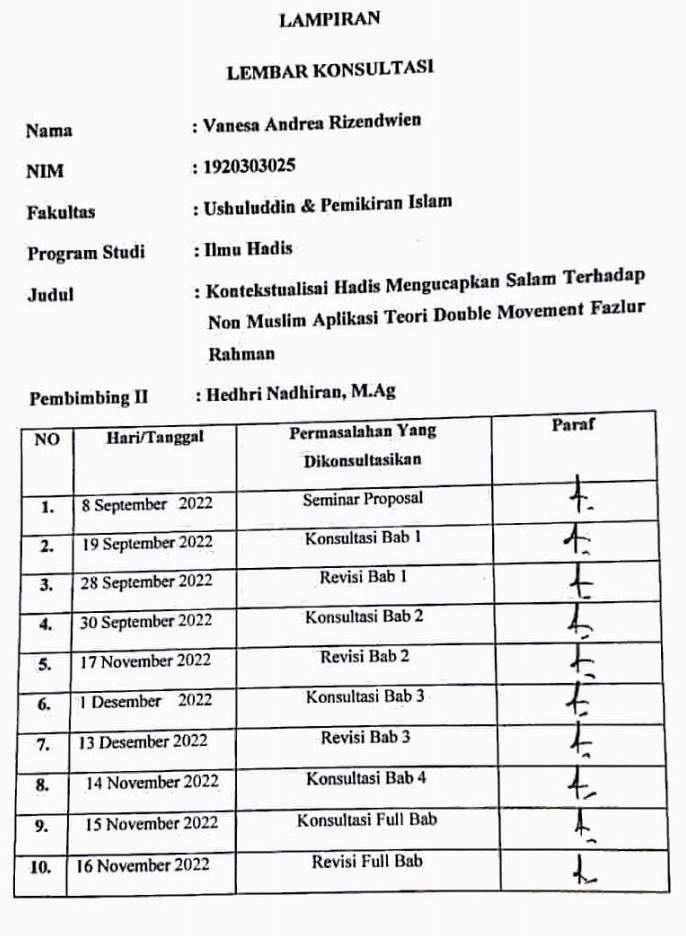 LAMPIRAN
LEMBAR KONSULTASI
Nama : Vanesa Andrea Rizendwien
NIM : 1920303025
Fakultas : Ushuluddin & Pemikiran Islam
Program Studi : Ilmu Hadis
Judul : Kontekstualisai Hadis Mengucapkan Salam Terhadap
Non Muslim Aplikasi Teori Double Movement Fazlur
Rahman
Pembimbing II : Hedhri Nadhiran, M.Ag
NO Hari/Tanggal Permasalahan Yang Paraf
Dikonsultasikan
1. 8 September 2022 Seminar Proposal
2. 19 September 2022 Konsultasi Bab 1
3. 28 September 2022 Revisi Bab 1
4. 30 September 2022 Konsultasi Bab 2
5. 17 November 2022 Revisi Bab 2
6. 1 Desember 2022 Konsultasi Bab 3
7. 13 Desember 2022 Revisi Bab 3
8. 14 November 2022 Konsultasi Bab 4
9. 15 November 2022 Konsultasi Full Bab
10. 16 November 2022 Revisi Full Bab